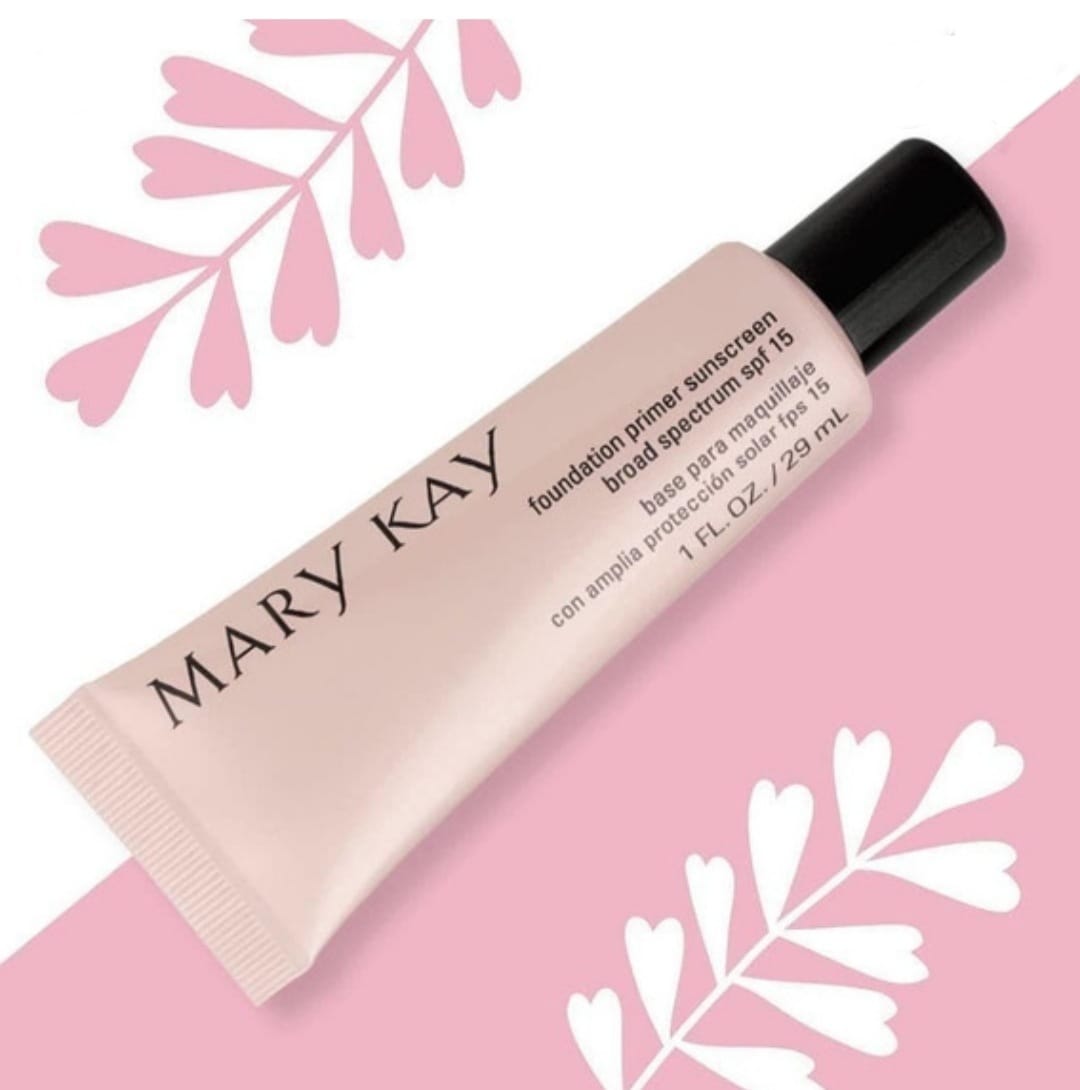 MARY KAY
foundation primer sunscreen
broad spectrum spf 15
base para maquillaje
con amplia protección solar fps 15
1 FL. OZ. / 29 mL